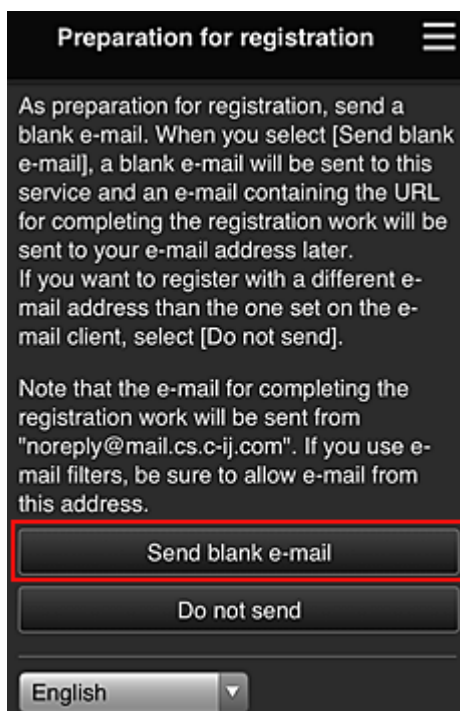 Preparation for registration
As preparation for registration, send a
blank e-mail. When you select [Send blank
e-mail], a blank e-mail will be sent to this
service and an e-mail containing the URL
for completing the registration work will be
sent to your e-mail address later.
If you want to register with a different e-
mail address than the one set on the e-
mail client, select [Do not send].
Note that the e-mail for completing the
registration work will be sent from
"noreply@mail.cs.c-ij.com". If you use e-
mail filters, be sure to allow e-mail from
this address.
Send blank e-mail
Do not send
English